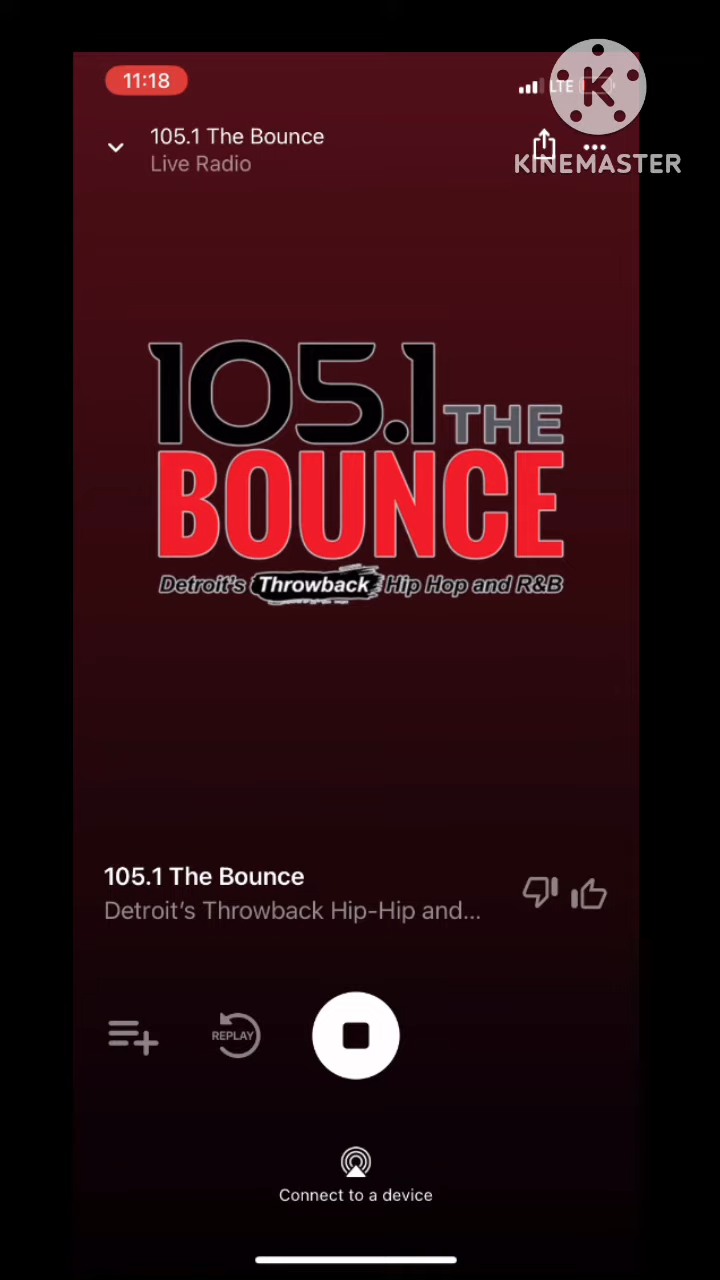 11:18
LTE
KINEMASTER
105.1 The Bounce
Live Radio
105.1 THE
BOUNCE
Detroit's Throwback Hip Hop and R&B
105.1 The Bounce
Detroit's Throwback Hip-Hip and...
REPLAY
Connect to a device